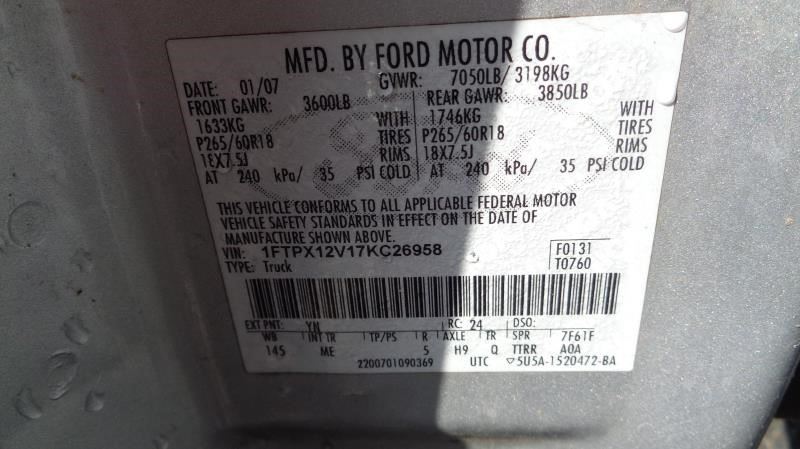 MFD. BY FORD MOTOR CO.
DATE: 01/07 GVWR: 7050LB/ 3198KG
FRONT GAWR: 3600LB REAR GAWR: 3850LB
1633KG WITH 1746KG WITH
P265/60R18 TIRES P265/60R18 TIRES
18X7.5J RIMS 18X7.5J RIMS
AT 240 kPa/ 35 PSI COLD AT 240 kPa/ 35 PSI COLD
THIS VEHICLE CONFORMS TO ALL APPLICABLE FEDERAL MOTOR
VEHICLE SAFETY STANDARDS IN EFFECT ON THE DATE OF
MANUFACTURE SHOWN ABOVE.
VIN: 1FTPX12V17KC26958 F0131
TYPE: Truck T0760
EXT PNT: YN RC: 24 DSO:
WB INT TR TP/PS R AXLE TR SPR 7F61F
145 ME 5 H9 Q TTRR A0A
2200701090369 UTC 5U5A-1520472-BA